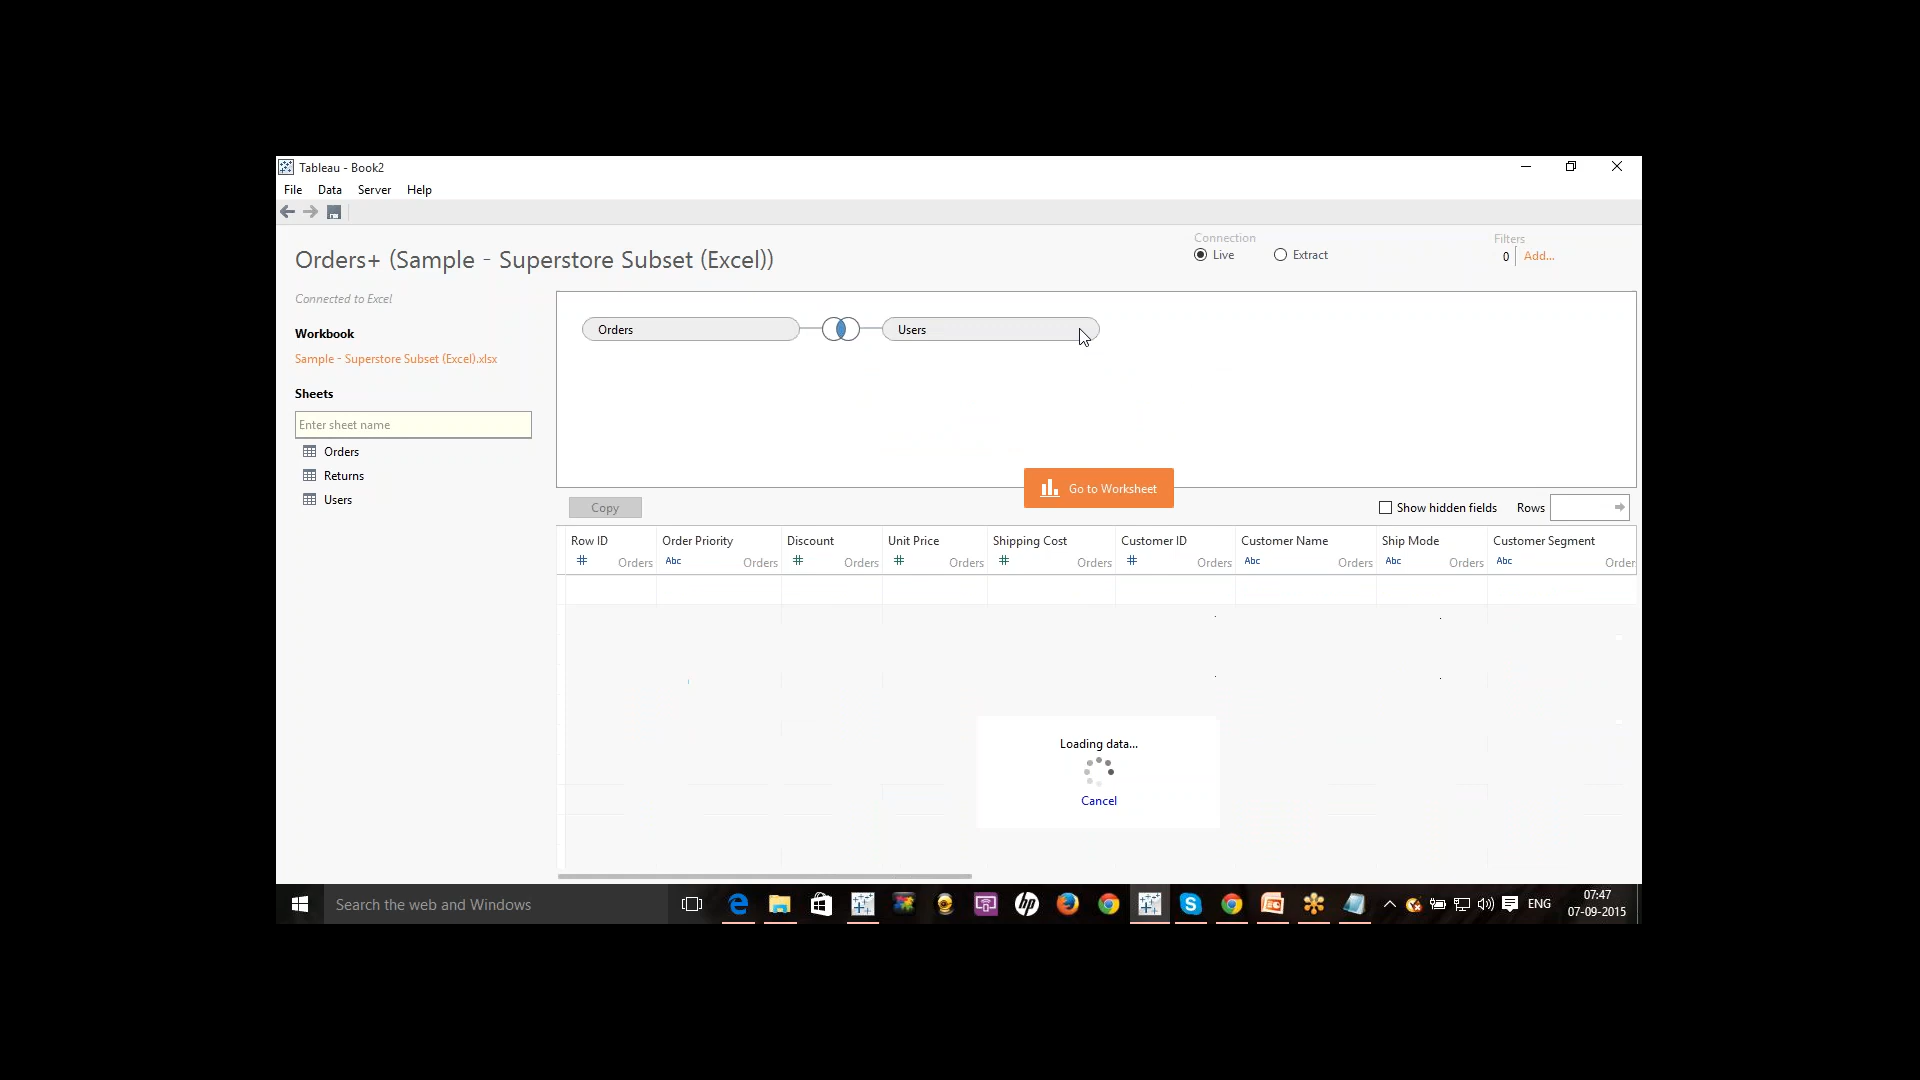 Tableau - Book2
File Data Server Help
Orders+ (Sample - Superstore Subset (Excel))
Connection
Live Extract
Filters
0 Add...
Connected to Excel
Workbook
Sample - Superstore Subset (Excel).xlsx
Sheets
Enter sheet name
Orders
Returns
Users
Orders Users
Go to Worksheet
Copy Show hidden fields Rows
Row ID Order Priority Discount Unit Price Shipping Cost Customer ID Customer Name Ship Mode Customer Segment
# Orders Abc Orders # Orders # Orders # Orders # Orders Abc Orders Abc Orders Abc Order
Loading data...
Cancel
Search the web and Windows
hp
ENG
07:47
07-09-2015